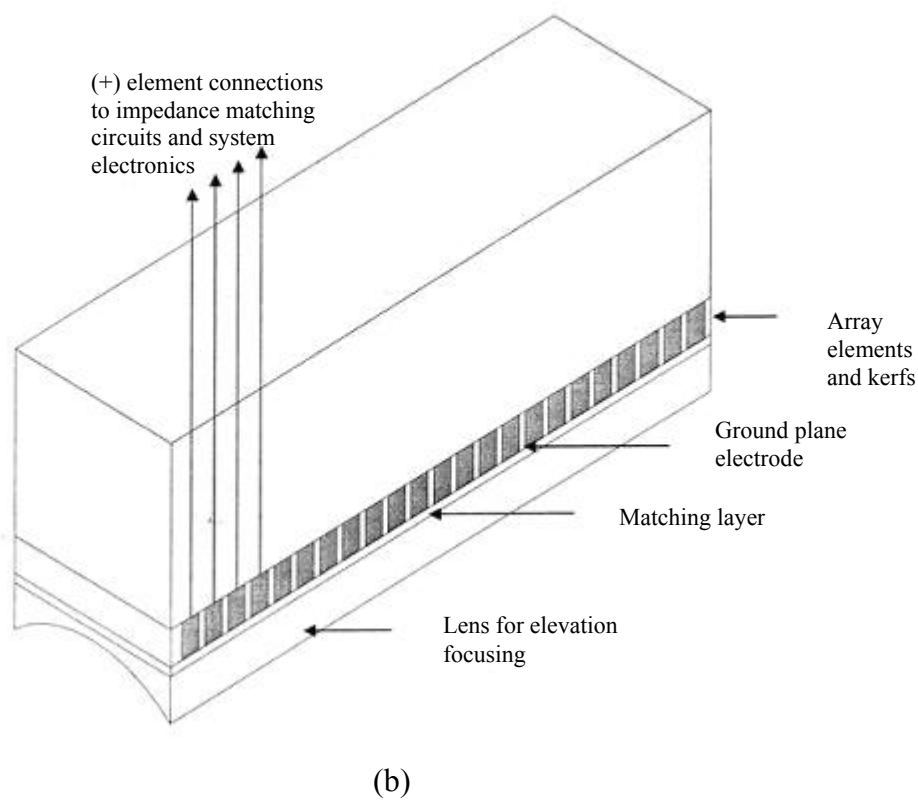 (+) element connections
to impedance matching
circuits and system
electronics
Array
elements
and kerfs
Ground plane
electrode
Matching layer
Lens for elevation
focusing
(b)